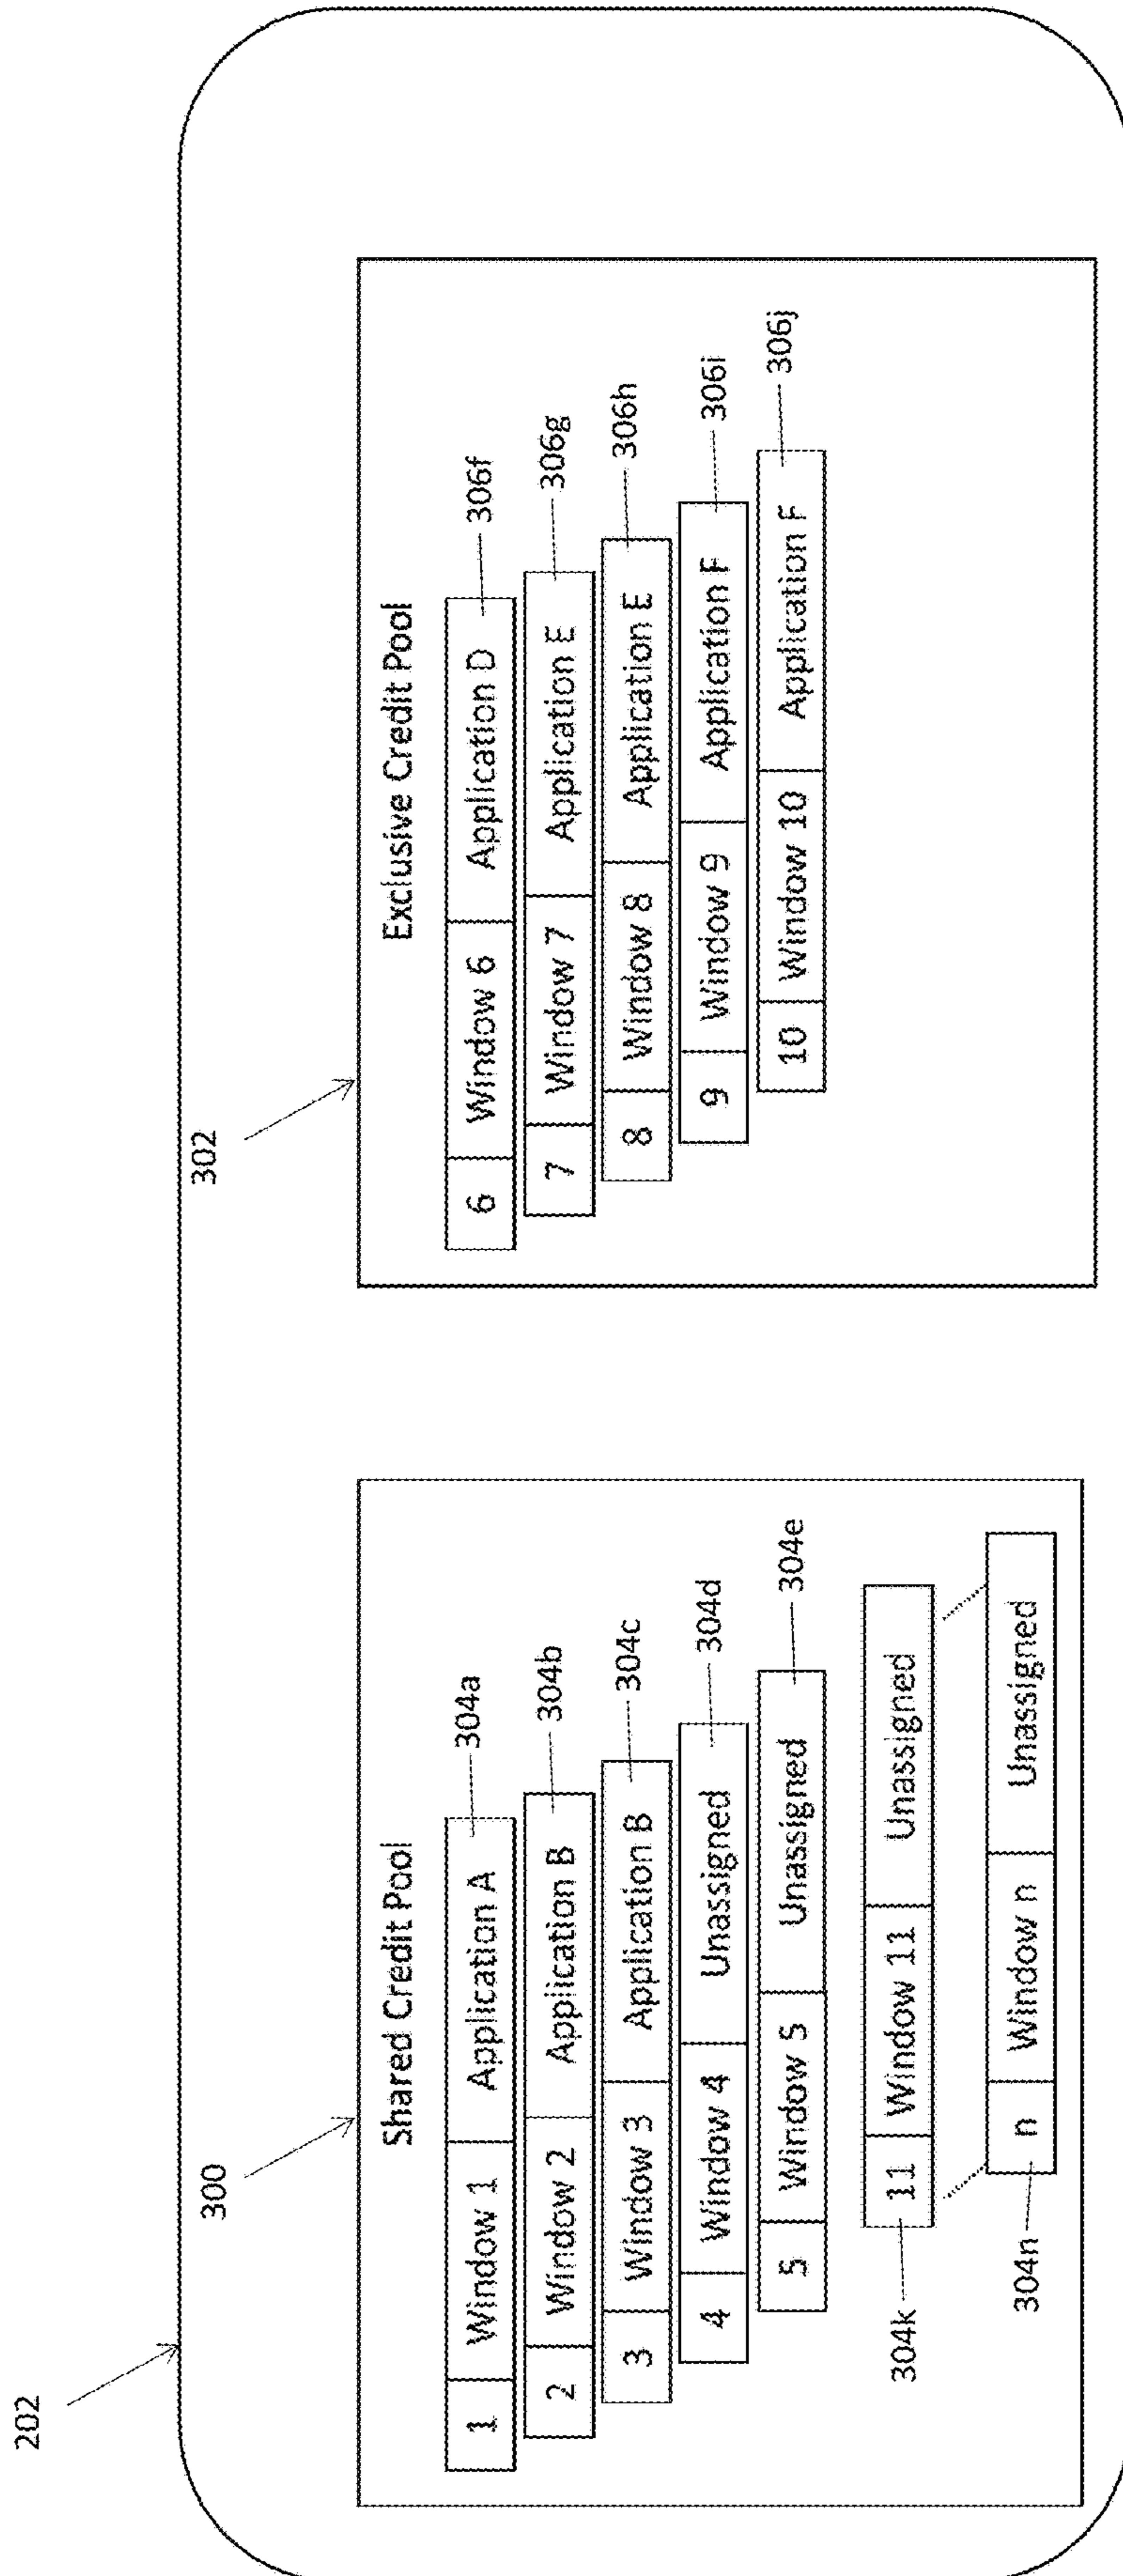 202
300
302
Shared Credit Pool
1 Window 1 Application A 304a
2 Window 2 Application B 304b
3 Window 3 Application B 304c
4 Window 4 Unassigned 304d
5 Window 5 Unassigned 304e
304k 11 Window 11 Unassigned
304n n Window n Unassigned
Exclusive Credit Pool
6 Window 6 Application D 306f
7 Window 7 Application E 306g
8 Window 8 Application E 306h
9 Window 9 Application F 306i
10 Window 10 Application F 306j